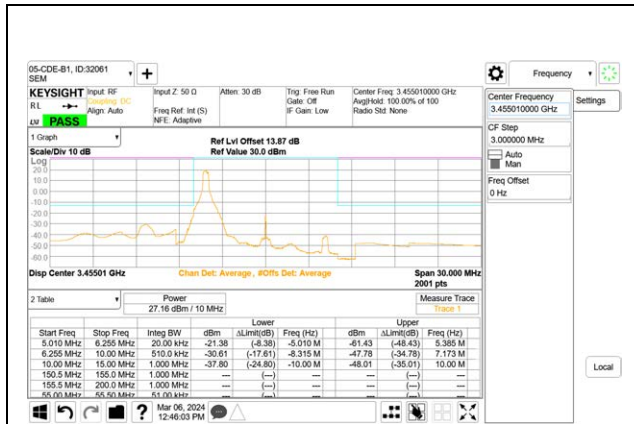 05-CDE-B1, ID:32061
SEM
Frequency
KEYSIGHT
Input: RF
Coupling: DC
Align: Auto
RL
LM
PASS
Input Z: 50 Ω
Freq Ref: Int (S)
NFE: Adaptive
Atten: 30 dB
Trig: Free Run
Gate: Off
IF Gain: Low
Center Freq: 3.455010000 GHz
Avg|Hold: 100.00% of 100
Radio Std: None
Center Frequency
3.455010000 GHz
Settings
CF Step
3.000000 MHz
Auto
Man
Freq Offset
0 Hz
Local
1 Graph
Scale/Div 10 dB
Ref Lvl Offset 13.87 dB
Ref Value 30.0 dBm
Log
20.0
10.0
0.00
-10.0
-20.0
-30.0
-40.0
-50.0
-60.0
Disp Center 3.45501 GHz
Chan Det: Average , #Offs Det: Average
Span 30.000 MHz
2001 pts
2 Table
Power
27.16 dBm / 10 MHz
Measure Trace
Trace 1
Lower Upper
Start Freq Stop Freq Integ BW dBm ΔLimit(dB) Freq (Hz) dBm ΔLimit(dB) Freq (Hz)
5.010 MHz 6.255 MHz 20.00 kHz -21.38 (-8.38) -5.010 M -61.43 (-48.43) 5.385 M
6.255 MHz 10.00 MHz 510.0 kHz -30.61 (-17.61) -8.315 M -47.78 (-34.78) 7.173 M
10.00 MHz 15.00 MHz 1.000 MHz -37.80 (-24.80) -10.00 M -48.01 (-35.01) 10.00 M
150.5 MHz 155.0 MHz 1.000 MHz --- (---) --- --- (---) ---
155.5 MHz 200.0 MHz 1.000 MHz --- (---) --- --- (---) ---
55.00 MHz 55.50 MHz 51.00 kHz --- (---) --- --- (---) ---
Mar 06, 2024
12:46:03 PM